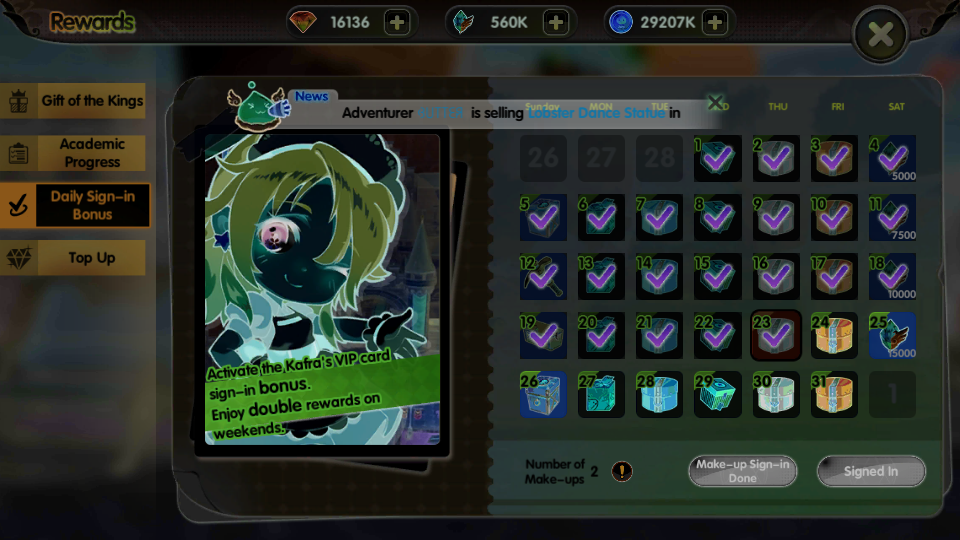 Rewards
16136
560K
29207K
Gift of the Kings
Academic
Progress
Daily Sign-in
Bonus
Top Up
News
Adventurer
is selling Lobster Dance Statue in
Sunday MON TUE THU FRI SAT
26 27 28 1 2 3 4
5000
5 6 7 8 9 10 11
7500
12 13 14 15 16 17 18
10000
19 20 21 22 23 24 25
15000
26 27 28 29 30 31 1
Activate the Kafra's VIP card
sign-in bonus.
Enjoy double rewards on
weekends.
Number of
Make-ups 2
Make-up Sign-in
Done
Signed In